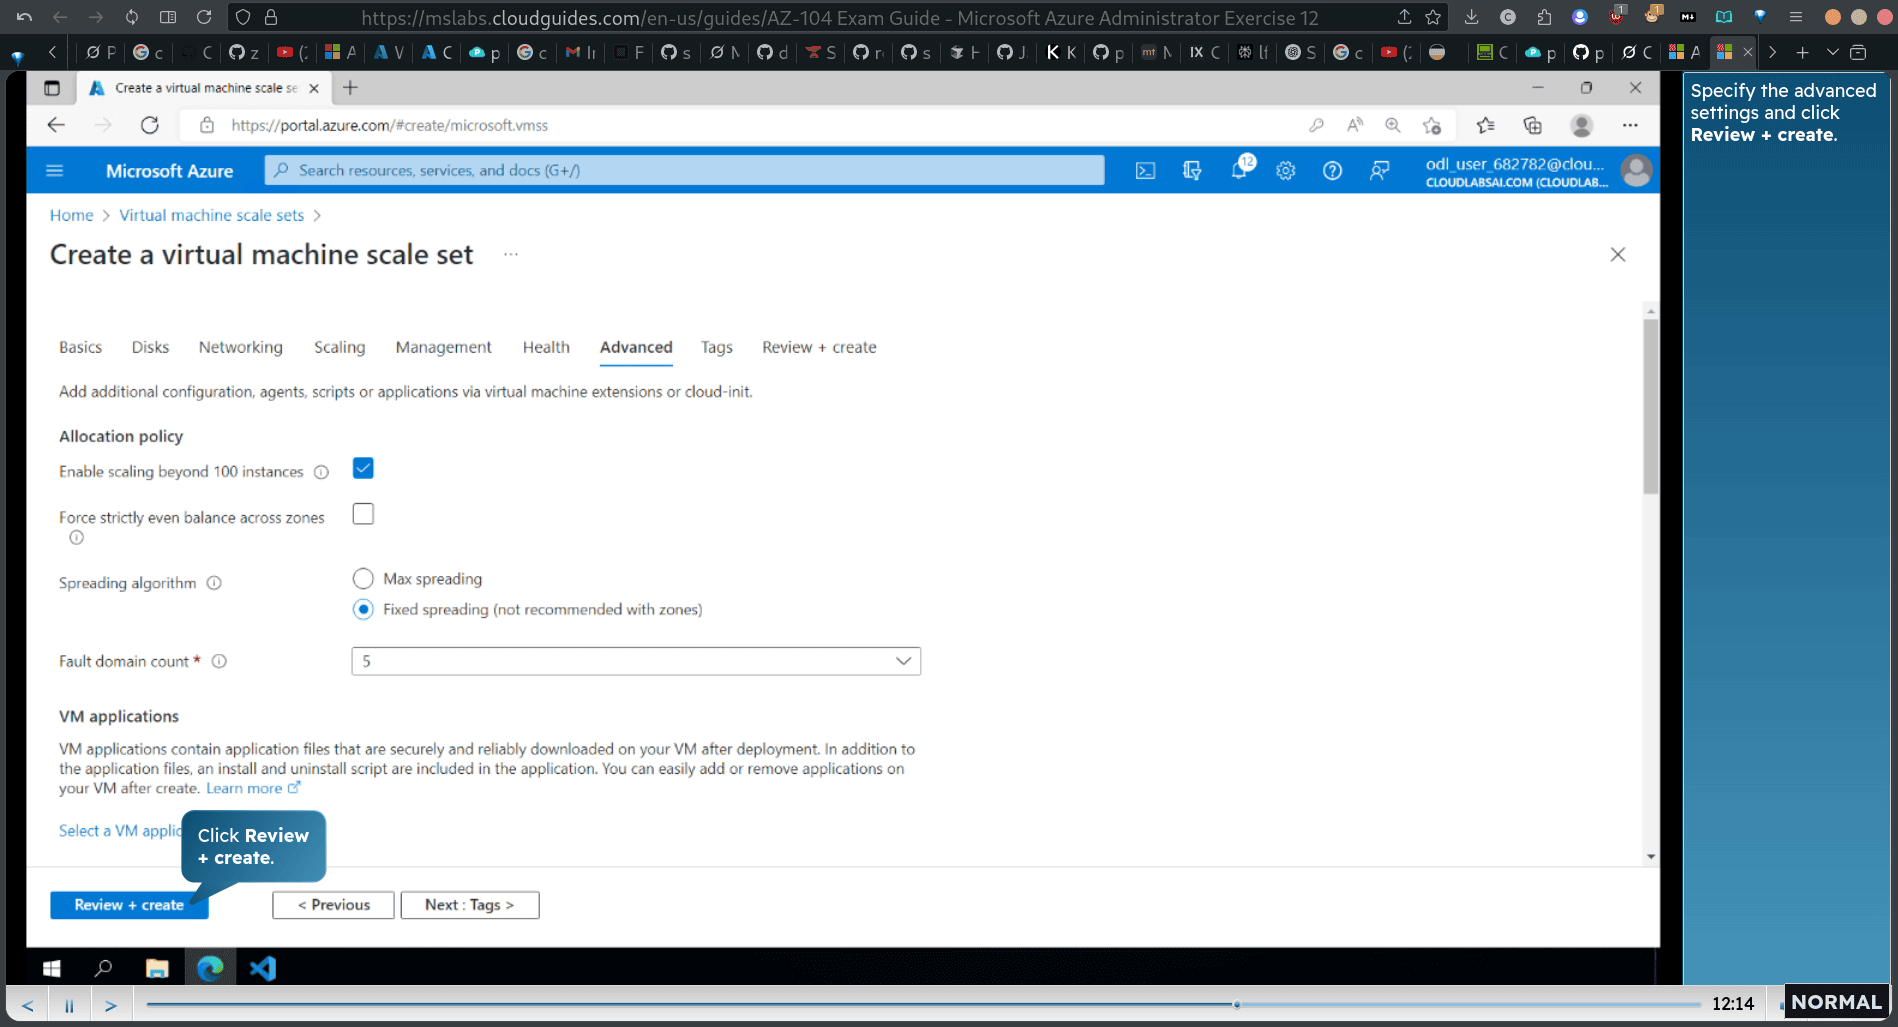 https://mslabs.cloudguides.com/en-us/guides/AZ-104 Exam Guide - Microsoft Azure Administrator Exercise 12
Create a virtual machine scale se
https://portal.azure.com/#create/microsoft.vmss
Microsoft Azure
Search resources, services, and docs (G+/)
12
odl_user_682782@clou...
CLOUDLABSAI.COM (CLOUDLAB...
Home > Virtual machine scale sets >
Create a virtual machine scale set ...
Basics Disks Networking Scaling Management Health Advanced Tags Review + create
Add additional configuration, agents, scripts or applications via virtual machine extensions or cloud-init.
Allocation policy
Enable scaling beyond 100 instances
Force strictly even balance across zones
Spreading algorithm
Max spreading
Fixed spreading (not recommended with zones)
Fault domain count *
5
VM applications
VM applications contain application files that are securely and reliably downloaded on your VM after deployment. In addition to
the application files, an install and uninstall script are included in the application. You can easily add or remove applications on
your VM after create. Learn more
Select a VM applic
Click Review
+ create.
Review + create
< Previous
Next : Tags >
Specify the advanced
settings and click
Review + create.
12:14
NORMAL